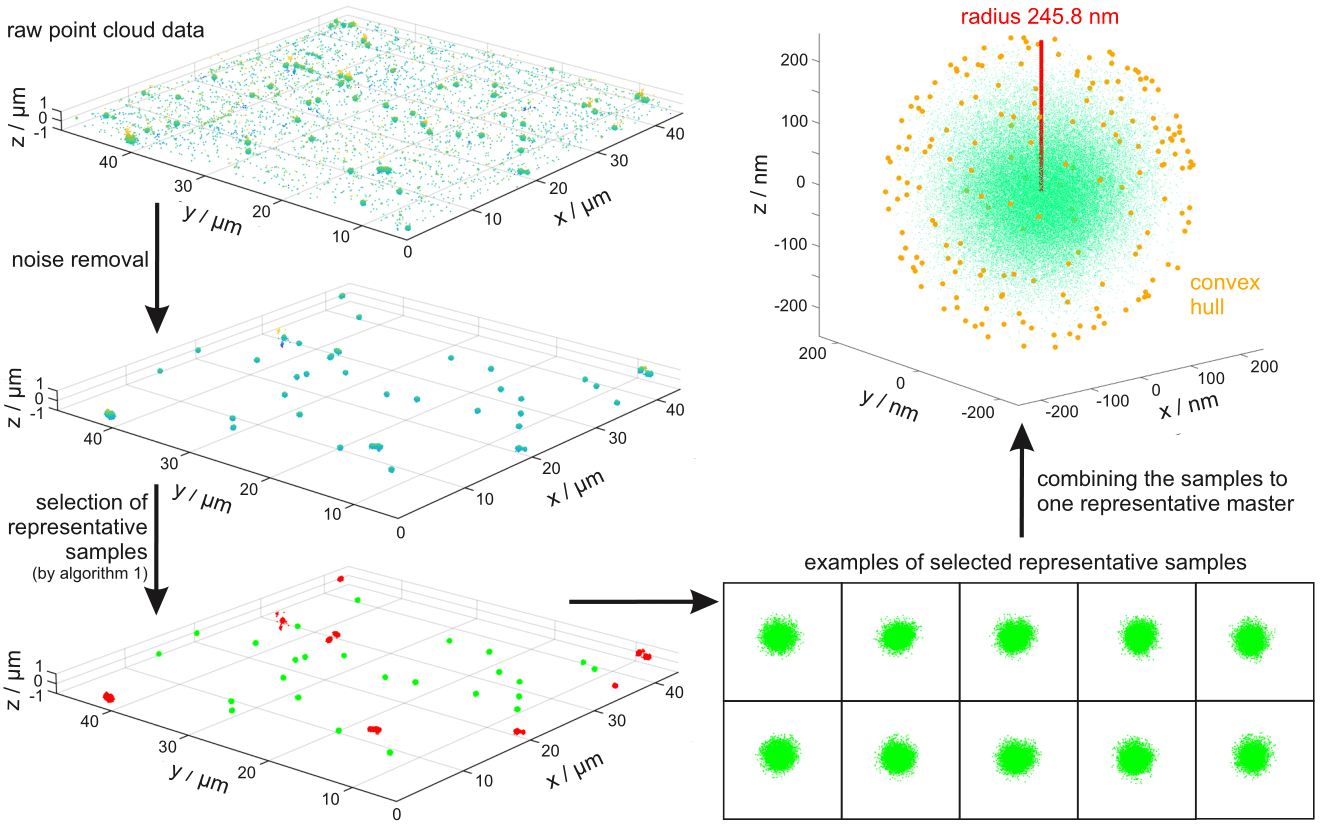 raw point cloud data
1
0
-1
z / µm
40
30
20
10
0
y / µm
10
20
30
40
x / µm
noise removal
1
0
-1
z / µm
40
30
20
10
0
y / µm
10
20
30
40
x / µm
selection of
representative
samples
(by algorithm 1)
1
0
-1
z / µm
40
30
20
10
0
y / µm
10
20
30
40
x / µm
examples of selected representative samples
combining the samples to
one representative master
radius 245.8 nm
200
100
0
-100
-200
z / nm
200
0
-200
y / nm
-200
-100
0
100
200
x / nm
convex
hull